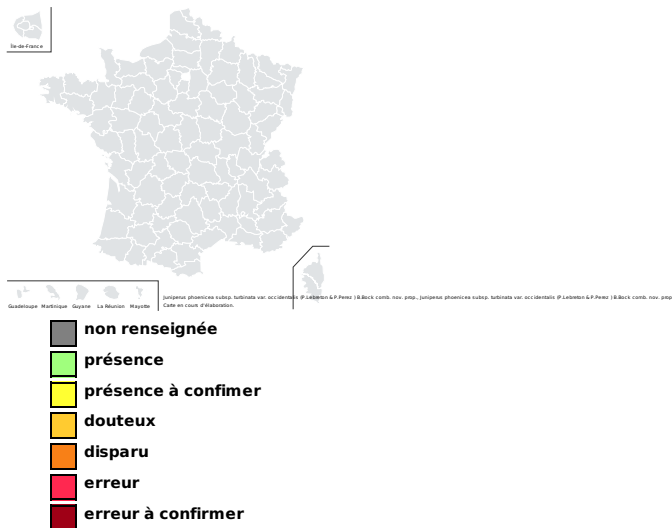 Île-de-France
Guadeloupe Martinique Guyane La Réunion Mayotte
Juniperus phoenicea subsp. turbinata var. occidentalis (P.Lebreton & P.Perez ) B.Bock comb. nov. prop., Juniperus phoenicea subsp. turbinata var. occidentalis (P.Lebreton & P.Perez ) B.Bock comb. nov. prop
Carte en cours d'élaboration.
non renseignée
présence
présence à confimer
douteux
disparu
erreur
erreur à confirmer